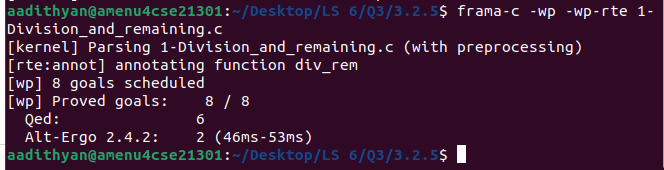 aadithyan@amenu4cse21301:~/Desktop/LS 6/Q3/3.2.5$ frama-c -wp -wp-rte 1-
Division_and_remaining.c
[kernel] Parsing 1-Division_and_remaining.c (with preprocessing)
[rte:annot] annotating function div_rem
[wp] 8 goals scheduled
[wp] Proved goals:    8 / 8
  Qed:             6
  Alt-Ergo 2.4.2:   2 (46ms-53ms)
aadithyan@amenu4cse21301:~/Desktop/LS 6/Q3/3.2.5$